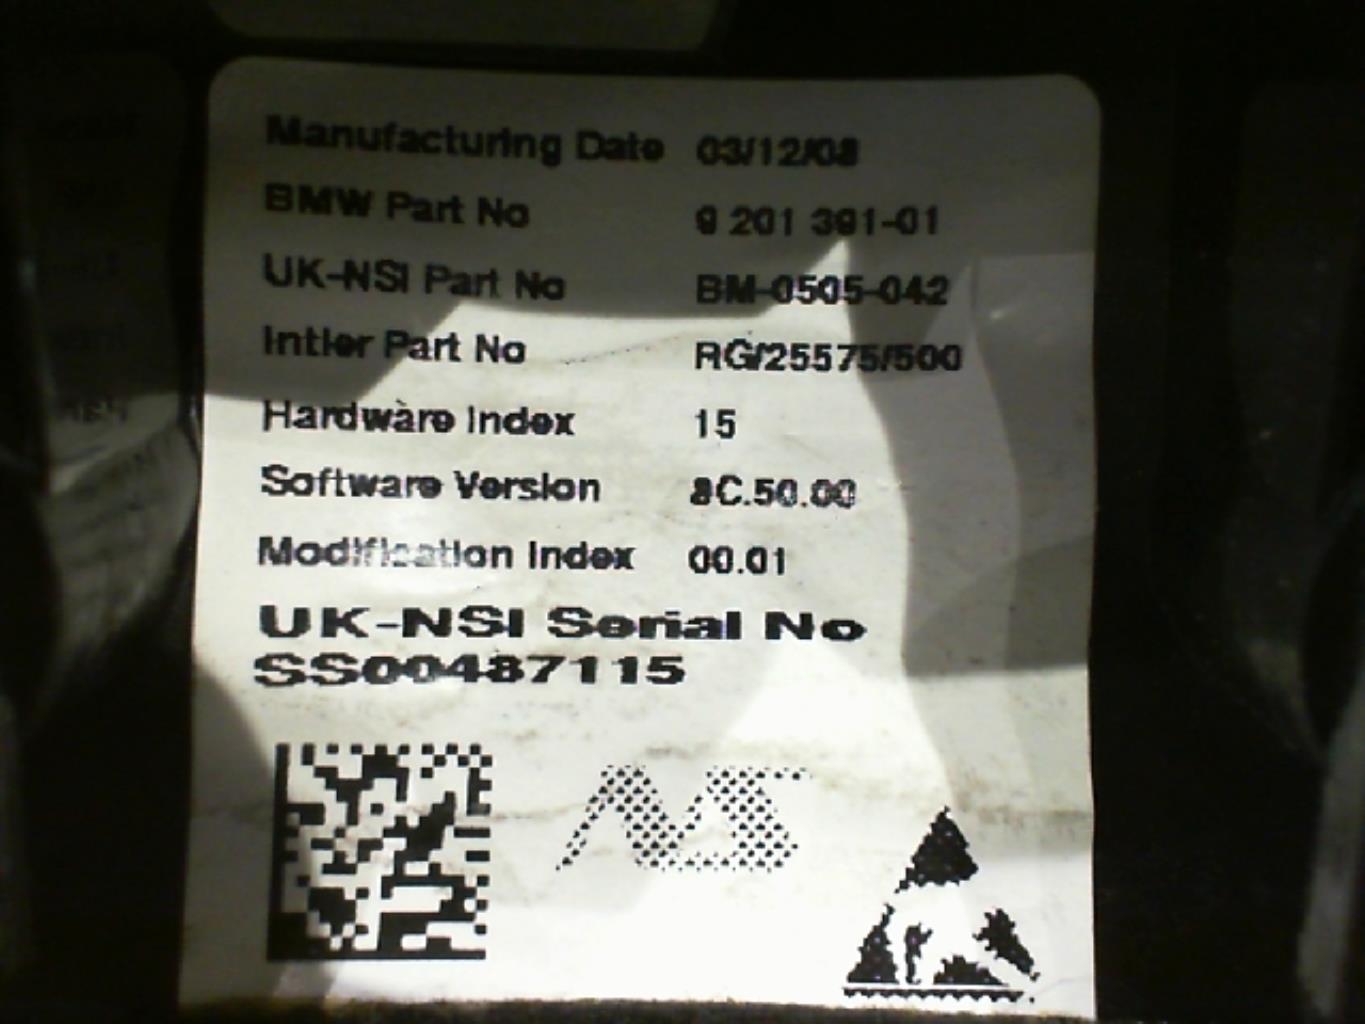 Manufacturing Date 03/12/08
BMW Part No 9 201 391-01
UK-NSI Part No BM-0505-042
Intier Part No RG/25575/500
Hardware Index 15
Software Version 8C.50.00
Modification Index 00.01
UK-NSI Serial No
SS00487115
NS